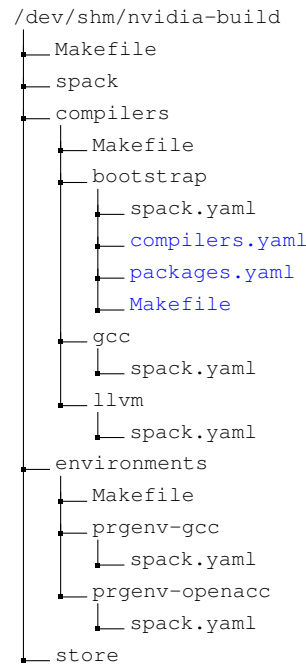 /dev/shm/nvidia-build
Makefile
spack
compilers
Makefile
bootstrap
spack.yaml
compilers.yaml
packages.yaml
Makefile
gcc
spack.yaml
llvm
spack.yaml
environments
Makefile
prgenv-gcc
spack.yaml
prgenv-openacc
spack.yaml
store